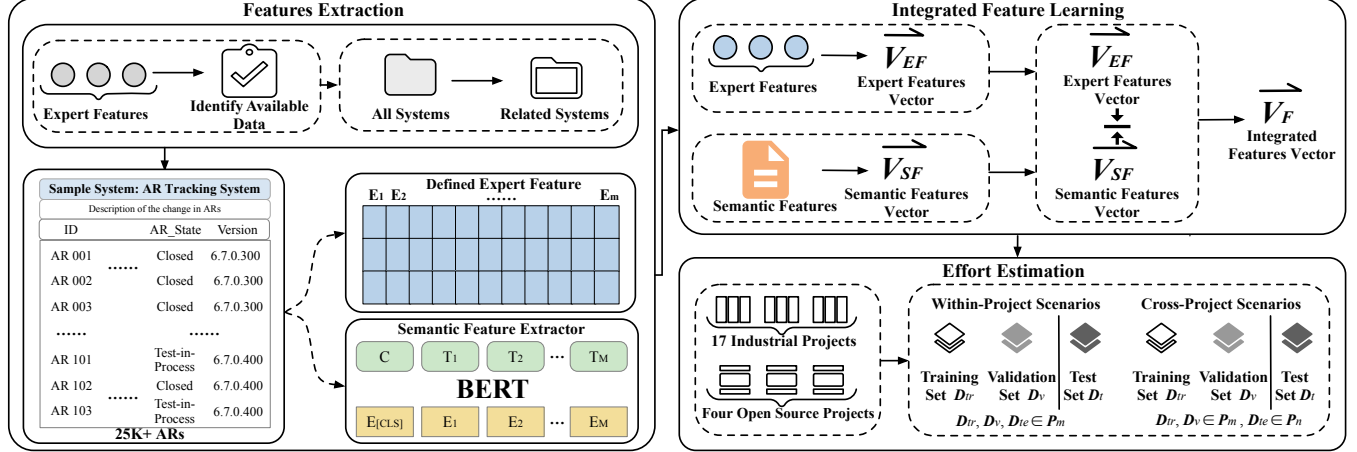 Features Extraction
Expert Features
Identify Available
Data
All Systems
Related Systems
Sample System: AR Tracking System
Description of the change in ARs
ID AR_State Version
AR 001 Closed 6.7.0.300
......
AR 002 Closed 6.7.0.300
AR 003 Closed 6.7.0.300
...... ......
AR 101 Test-in-Process 6.7.0.400
AR 102 Closed 6.7.0.400
......
AR 103 Test-in-Process 6.7.0.400
25K+ ARs
Defined Expert Feature
E1 E2 ...... Em
Semantic Feature Extractor
C T1 T2 ... TM
BERT
E[CLS] E1 E2 ... EM
Integrated Feature Learning
Expert Features
VEF
Expert Features
Vector
Semantic Features
VSF
Semantic Features
Vector
VEF
Expert Features
Vector
VSF
Semantic Features
Vector
VF
Integrated
Features Vector
Effort Estimation
17 Industrial Projects
Four Open Source Projects
Within-Project Scenarios
Training
Set Dtr
Validation
Set Dv
Test
Set Dt
Dtr, Dv, Dte ∈ Pm
Cross-Project Scenarios
Training
Set Dtr
Validation
Set Dv
Test
Set Dt
Dtr, Dv ∈ Pm , Dte ∈ Pn